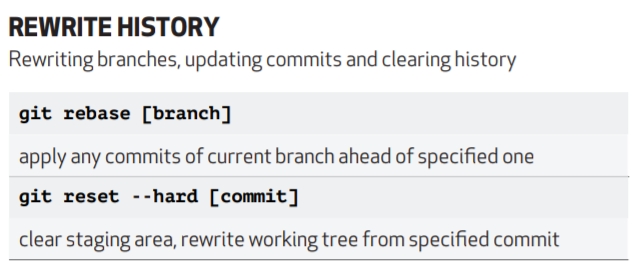 REWRITE HISTORY
Rewriting branches, updating commits and clearing history
git rebase [branch]
apply any commits of current branch ahead of specified one
git reset --hard [commit]
clear staging area, rewrite working tree from specified commit